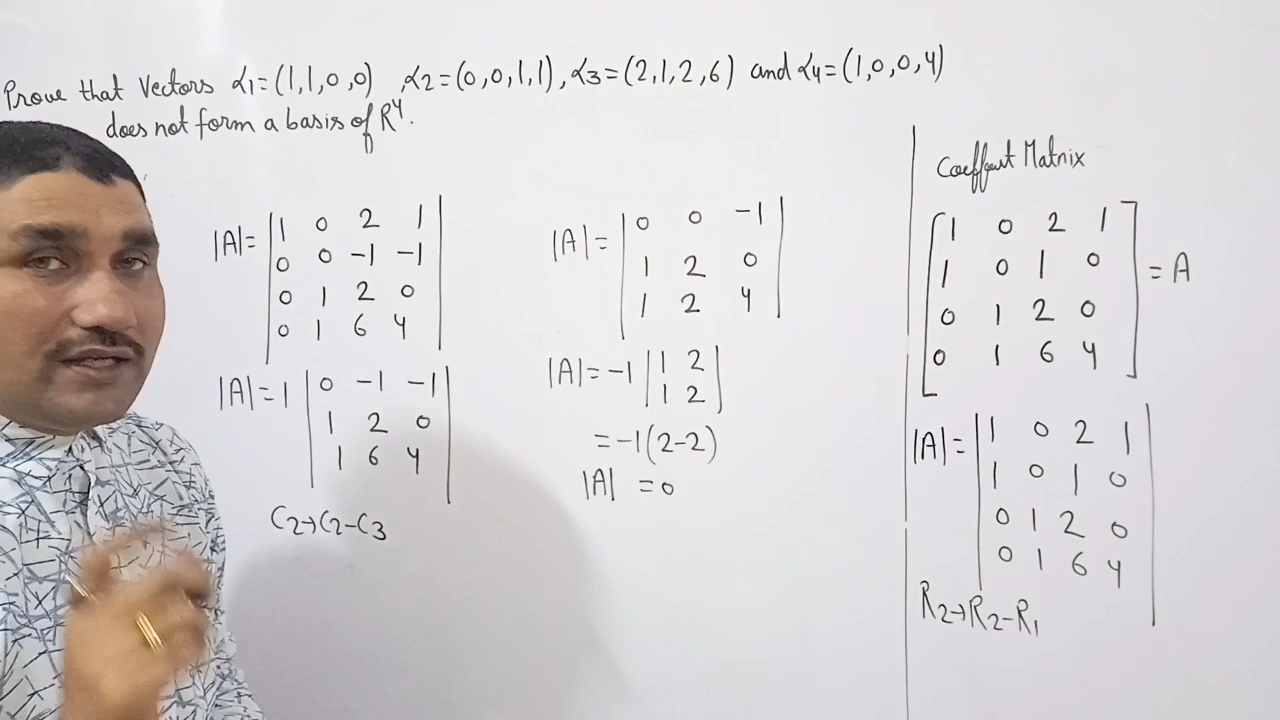 Prove that Vectors α1=(1,1,0,0) ,α2=(0,0,1,1),α3=(2,1,2,6) and α4=(1,0,0,4)
does not form a basis of R⁴.
|A|= | 1 0 2 1 |
| 0 0 -1 -1 |
| 0 1 2 0 |
| 0 1 6 4 |
|A|=1 | 0 -1 -1 |
| 1 2 0 |
| 1 6 4 |
C2→C2-C3
|A|= | 0 0 -1 |
| 1 2 0 |
| 1 2 4 |
|A|=-1 | 1 2 |
| 1 2 |
=-1(2-2)
|A| =0
Matrix
[ 1 0 2 1 ]
[ 1 0 1 0 ] = A
[ 0 1 2 0 ]
[ 0 1 6 4 ]
|A|= | 1 0 2 1 |
| 1 0 1 0 |
| 0 1 2 0 |
| 0 1 6 4 |
R2→R2-R1